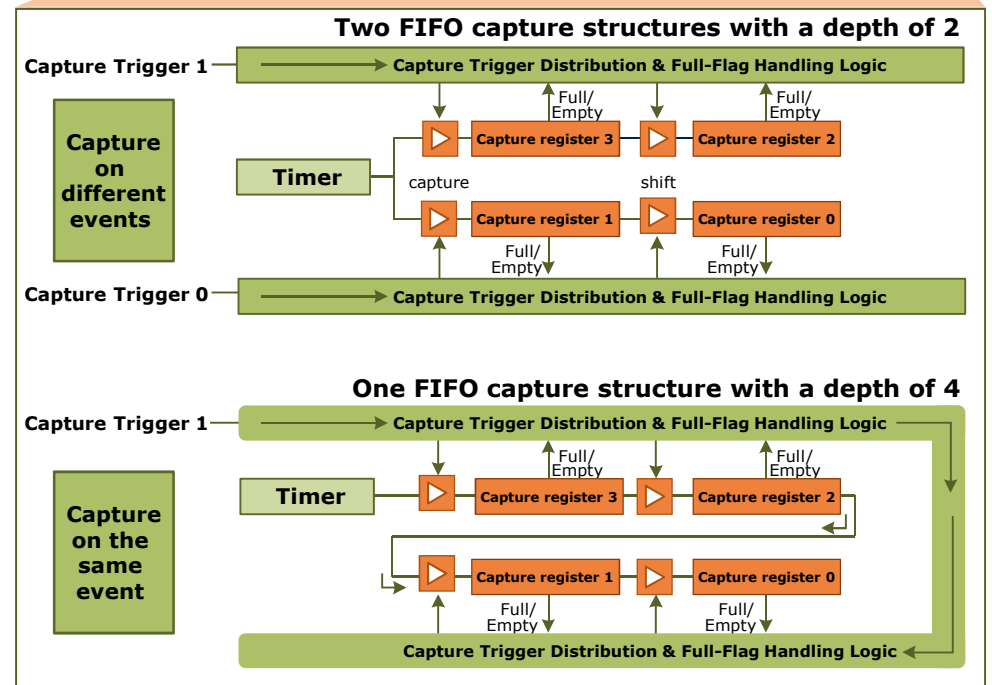 Two FIFO capture structures with a depth of 2
Capture Trigger 1
Capture Trigger Distribution & Full-Flag Handling Logic
Full/
Empty
Full/
Empty
Capture
on
different
events
Capture register 3
Capture register 2
Timer
capture
shift
Capture register 1
Capture register 0
Full/
Empty
Full/
Empty
Capture Trigger 0
Capture Trigger Distribution & Full-Flag Handling Logic
One FIFO capture structure with a depth of 4
Capture Trigger 1
Capture Trigger Distribution & Full-Flag Handling Logic
Full/
Empty
Full/
Empty
Capture
on the
same
event
Timer
Capture register 3
Capture register 2
Capture register 1
Capture register 0
Full/
Empty
Full/
Empty
Capture Trigger Distribution & Full-Flag Handling Logic